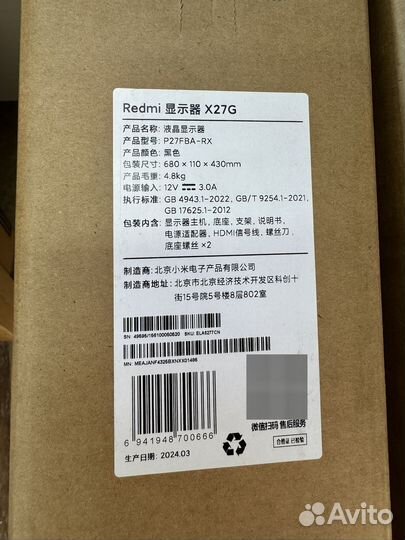 Redmi 显示器 X27G
产品名称: 液晶显示器
产品型号: P27FBA-RX
产品颜色: 黑色
包装尺寸: 680 × 110 × 430mm
产品毛重: 4.8kg
电源输入: 12V ⎓ 3.0A
执行标准: GB 4943.1-2022, GB/T 9254.1-2021,
GB 17625.1-2012
包装内含: 显示器主机, 底座, 支架, 说明书,
电源适配器, HDMI信号线, 螺丝刀,
底座螺丝 ×2
制造商: 北京小米电子产品有限公司
制造商地址: 北京市北京经济技术开发区科创十
街15号院5号楼8层802室
SKU: ELA5277CN
6 941948 700666
生产日期: 2024.03
微信扫码 售后服务
合格证 已检验
Avito